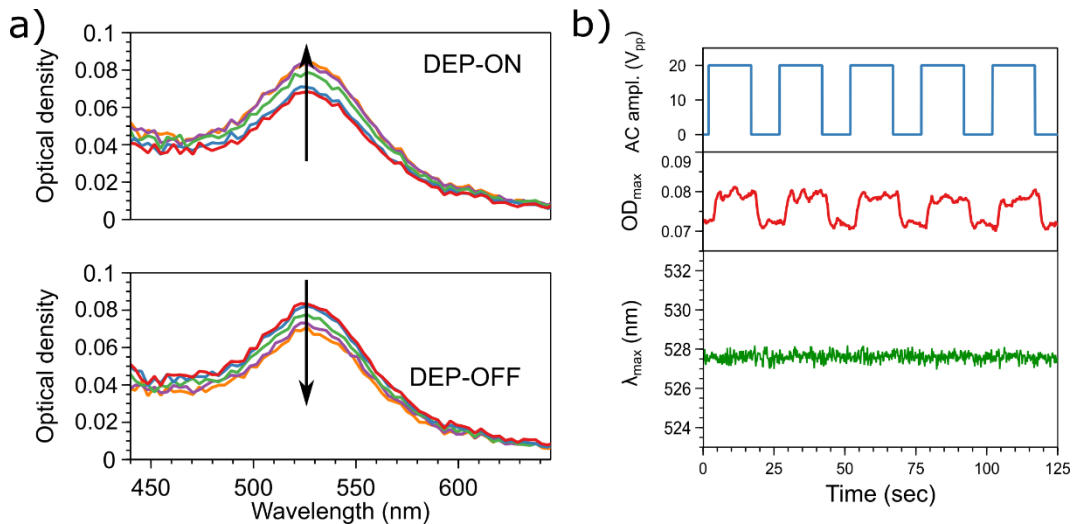 a)
0.1
0.08
0.06
0.04
0.02
0
Optical density
DEP-ON
0.1
0.08
0.06
0.04
0.02
0
Optical density
DEP-OFF
450 500 550 600
Wavelength (nm)
b)
20
10
0
AC ampl. (Vpp)
0.09
0.08
0.07
ODmax
532
530
528
526
524
λmax (nm)
0 25 50 75 100 125
Time (sec)